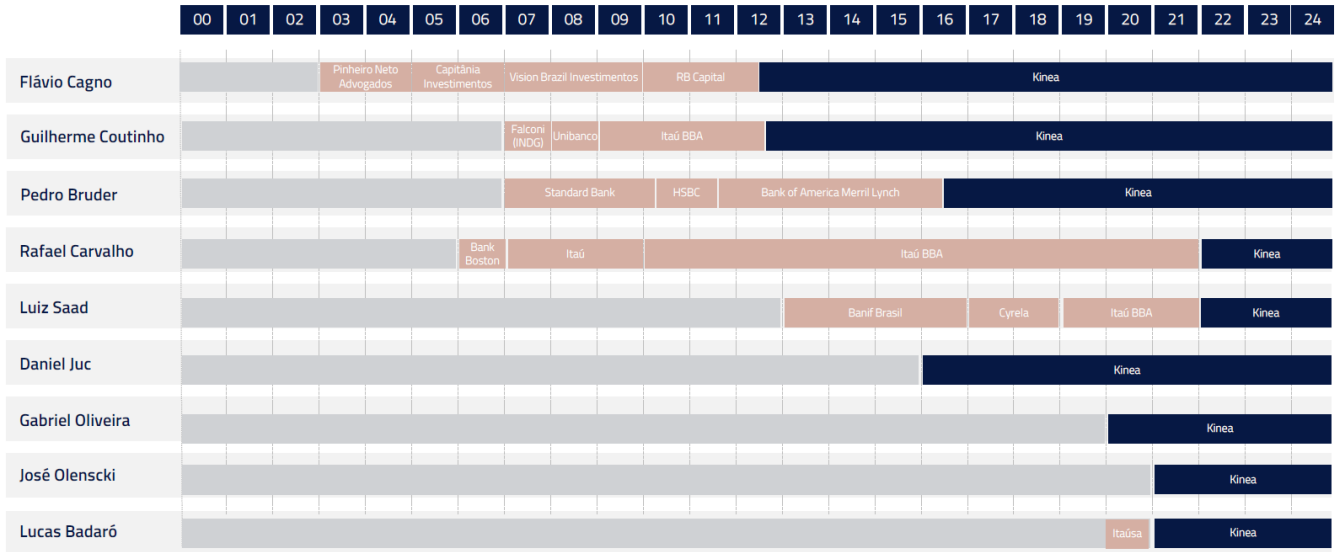 00 01 02 03 04 05 06 07 08 09 10 11 12 13 14 15 16 17 18 19 20 21 22 23 24
Flávio Cagno
Pinheiro Neto
Advogados
Capitânia
Investimentos
Vision Brazil Investimentos
RB Capital
Kinea
Guilherme Coutinho
Falconi
(INDG)
Unibanco
Itaú BBA
Kinea
Pedro Bruder
Standard Bank
HSBC
Bank of America Merril Lynch
Kinea
Rafael Carvalho
Bank
Boston
Itaú
Itaú BBA
Kinea
Luiz Saad
Banif Brasil
Cyrela
Itaú BBA
Kinea
Daniel Juc
Kinea
Gabriel Oliveira
Kinea
José Olenscki
Kinea
Lucas Badaró
Itaúsa
Kinea